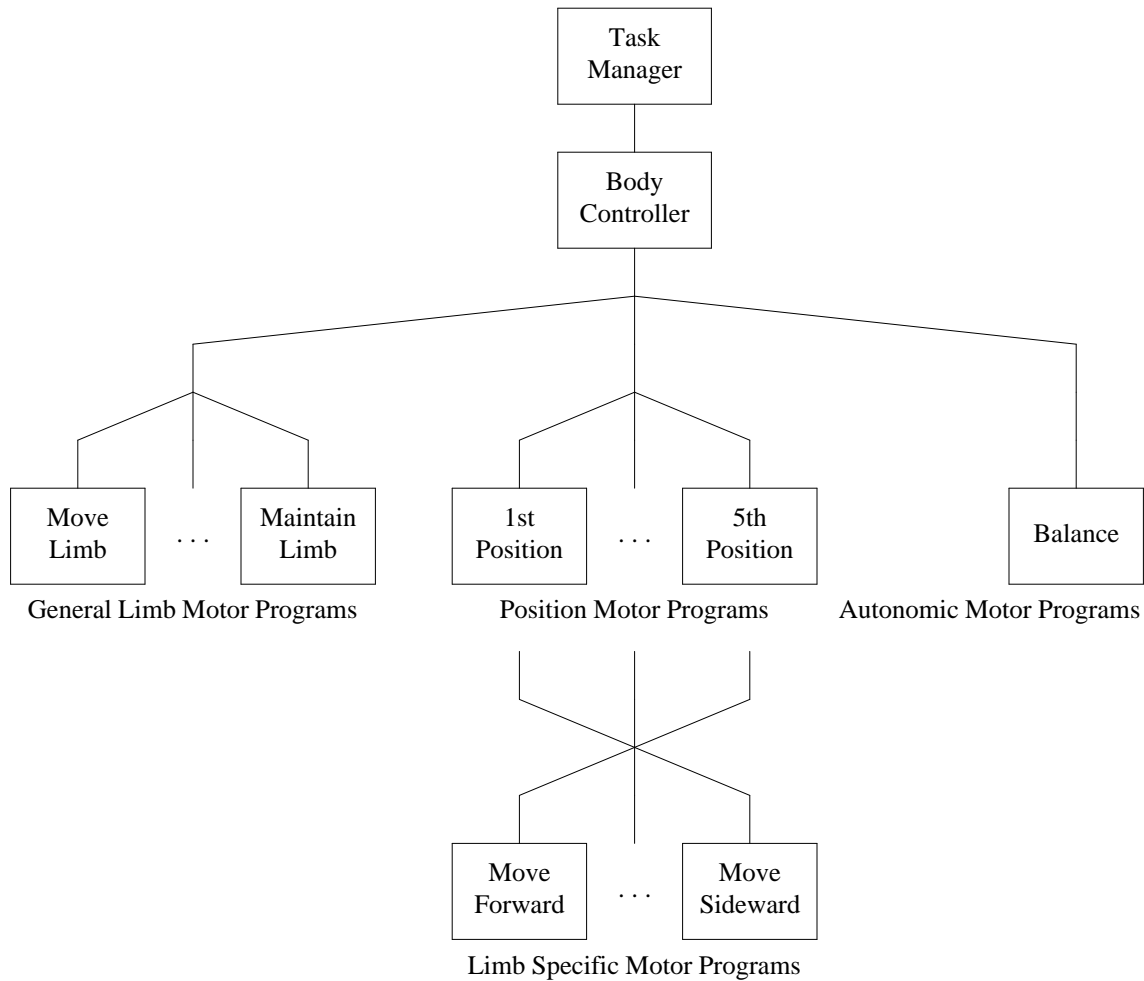 Task
Manager
Body
Controller
Move
Limb
. . .
Maintain
Limb
1st
Position
. . .
5th
Position
Balance
General Limb Motor Programs
Position Motor Programs
Autonomic Motor Programs
Move
Forward
. . .
Move
Sideward
Limb Specific Motor Programs